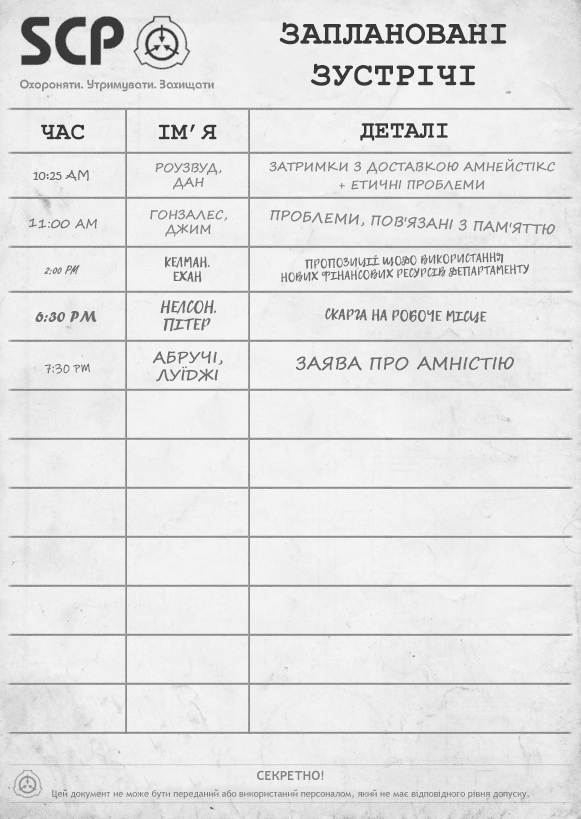 SCP
Охороняти. Утримувати. Захищати
ЗАПЛАНОВАНІ
ЗУСТРІЧІ
ЧАС ІМ'Я ДЕТАЛІ
10:25 AM РОУЗВУД, ЗАТРИМКИ З ДОСТАВКОЮ АМНЕЙСТІКС
ДАН + ЕТИЧНІ ПРОБЛЕМИ
11:00 AM ГОНЗАЛЕС, ПРОБЛЕМИ, ПОВ'ЯЗАНІ З ПАМ'ЯТТЮ
ДЖИМ
2:00 PM КЕЛМАН. ПРОПОЗИЦІЇ ЩОДО ВИКОРИСТАННЯ
ЕХАН НОВИХ ФІНАНСОВИХ РЕСУРСІВ ДЕПАРТАМЕНТУ
6:30 PM НЕЛСОН. СКАРГА НА РОБОЧЕ МІСЦЕ
ПІТЕР
7:30 PM АБРУЧІ, ЗАЯВА ПРО АМНІСТІЮ
ЛУЇДЖІ
СЕКРЕТНО!
Цей документ не може бути переданий або використаний персоналом, який не має відповідного рівня допуску.